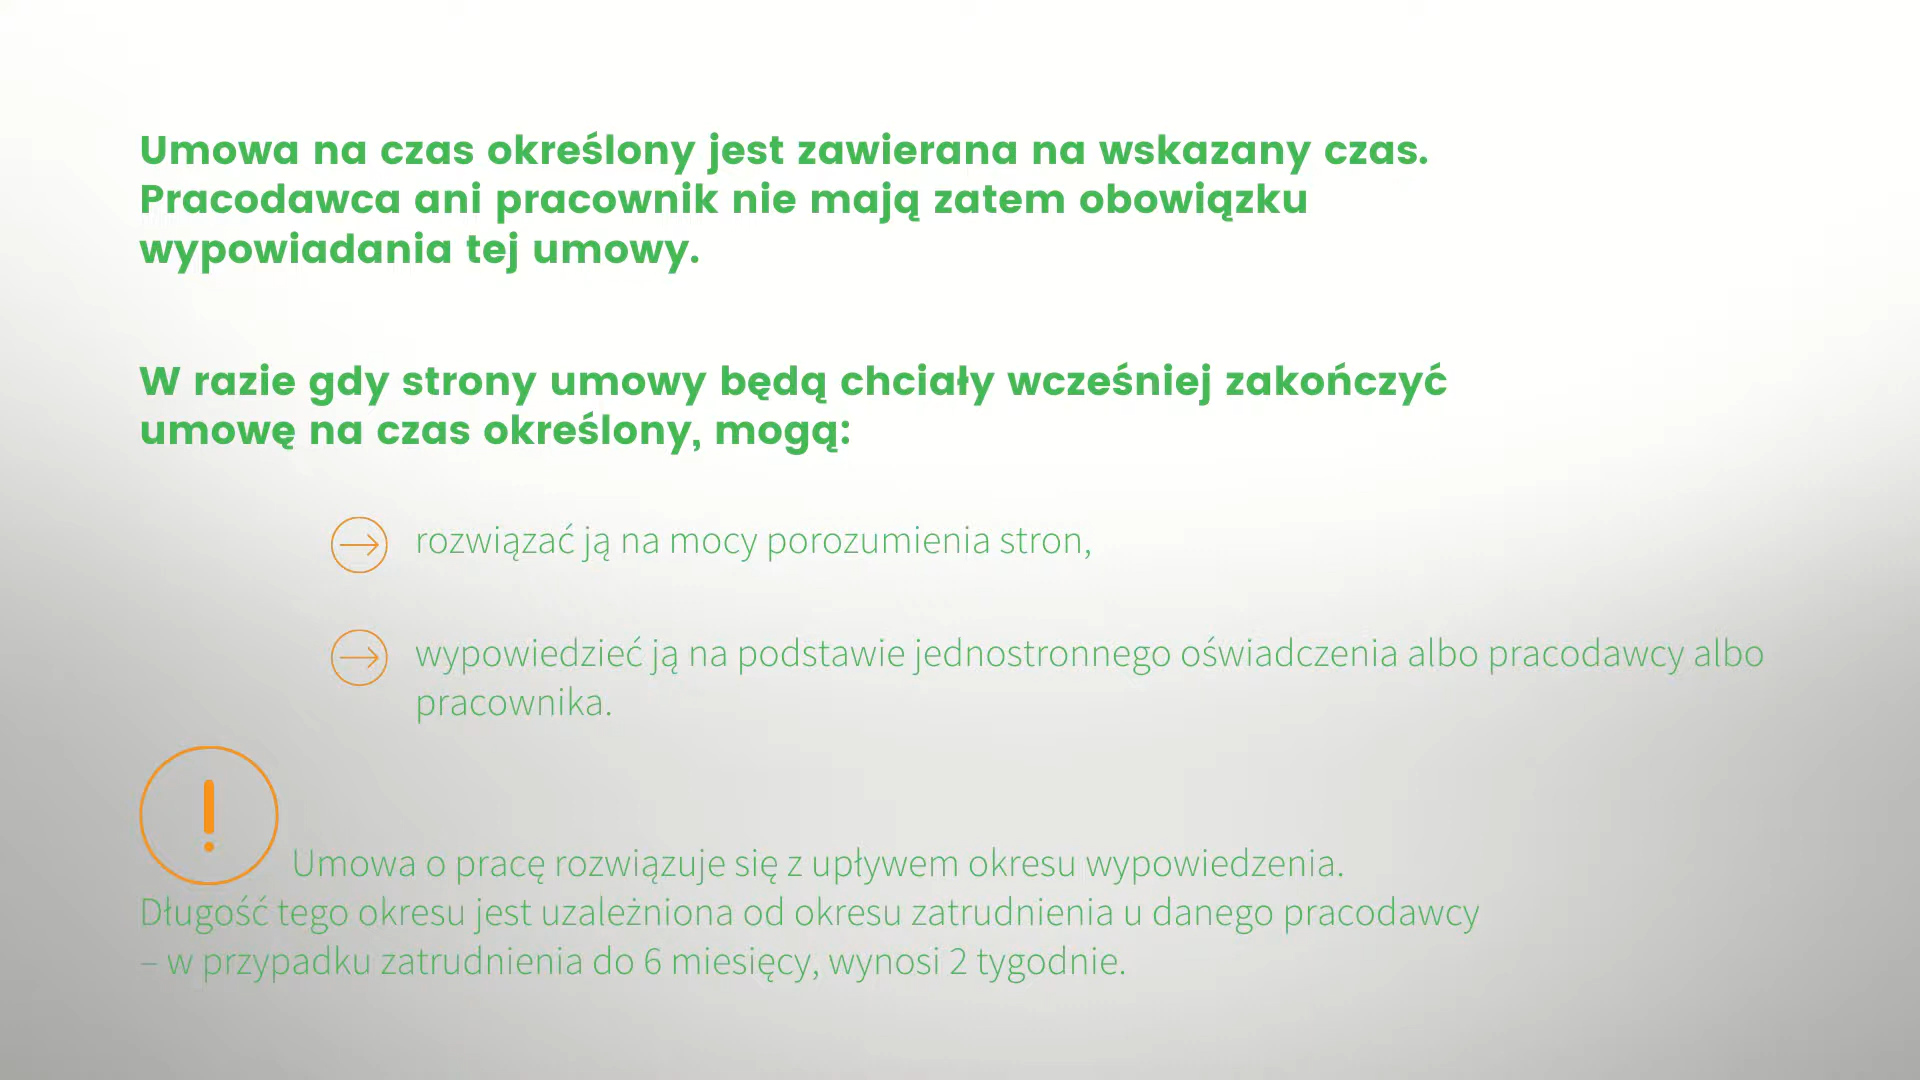 Umowa na czas określony jest zawierana na wskazany czas.
Pracodawca ani pracownik nie mają zatem obowiązku
wypowiadania tej umowy.
W razie gdy strony umowy będą chciały wcześniej zakończyć
umowę na czas określony, mogą:
rozwiązać ją na mocy porozumienia stron,
wypowiedzieć ją na podstawie jednostronnego oświadczenia albo pracodawcy albo
pracownika.
Umowa o pracę rozwiązuje się z upływem okresu wypowiedzenia.
Długość tego okresu jest uzależniona od okresu zatrudnienia u danego pracodawcy
– w przypadku zatrudnienia do 6 miesięcy, wynosi 2 tygodnie.